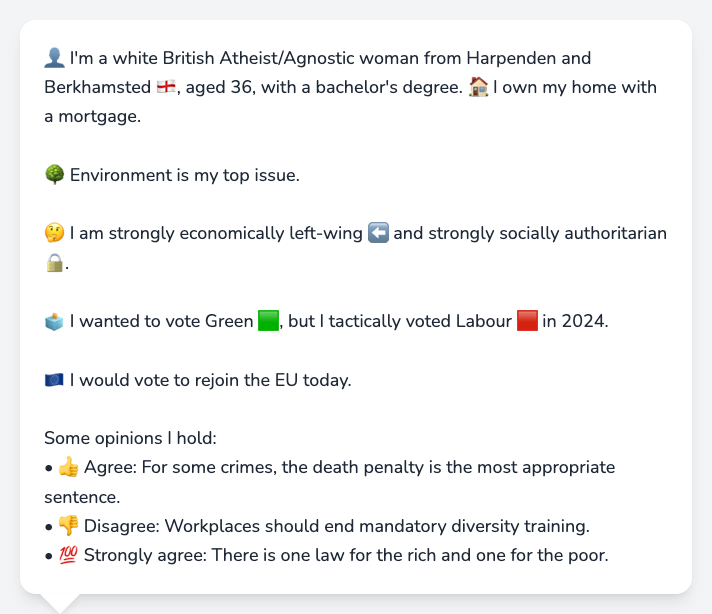 👤 I'm a white British Atheist/Agnostic woman from Harpenden and
Berkhamsted 🏴󠁧󠁢󠁥󠁮󠁧󠁿, aged 36, with a bachelor's degree. 🏠 I own my home with
a mortgage.
🌳 Environment is my top issue.
🤔 I am strongly economically left-wing ⬅️ and strongly socially authoritarian
🔒.
🗳️ I wanted to vote Green 🟩, but I tactically voted Labour 🟥 in 2024.
🇪🇺 I would vote to rejoin the EU today.
Some opinions I hold:
• 👍 Agree: For some crimes, the death penalty is the most appropriate
sentence.
• 👎 Disagree: Workplaces should end mandatory diversity training.
• 💯 Strongly agree: There is one law for the rich and one for the poor.